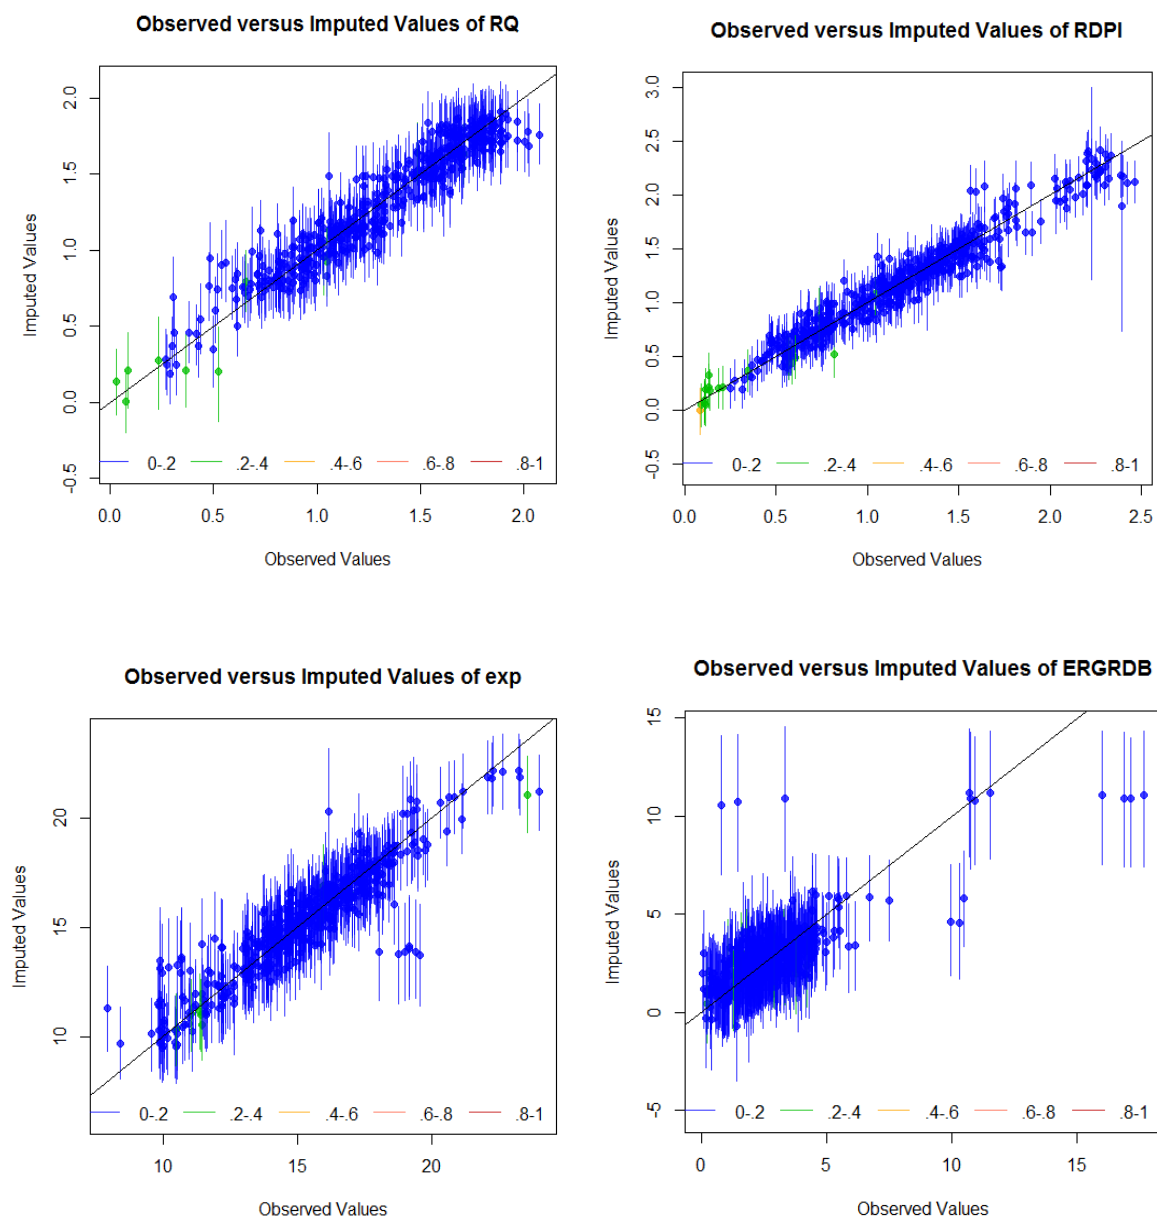 Observed versus Imputed Values of RQ
Imputed Values
2.0
1.5
1.0
0.5
0.0
-0.5
0-.2 .2-.4 .4-.6 .6-.8 .8-1
0.0 0.5 1.0 1.5 2.0
Observed Values
Observed versus Imputed Values of RDPI
Imputed Values
3.0
2.5
2.0
1.5
1.0
0.5
0.0
-0.5
0-.2 .2-.4 .4-.6 .6-.8 .8-1
0.0 0.5 1.0 1.5 2.0 2.5
Observed Values
Observed versus Imputed Values of exp
Imputed Values
20
15
10
0-.2 .2-.4 .4-.6 .6-.8 .8-1
10 15 20
Observed Values
Observed versus Imputed Values of ERGRDB
Imputed Values
15
10
5
0
-5
0-.2 .2-.4 .4-.6 .6-.8 .8-1
0 5 10 15
Observed Values